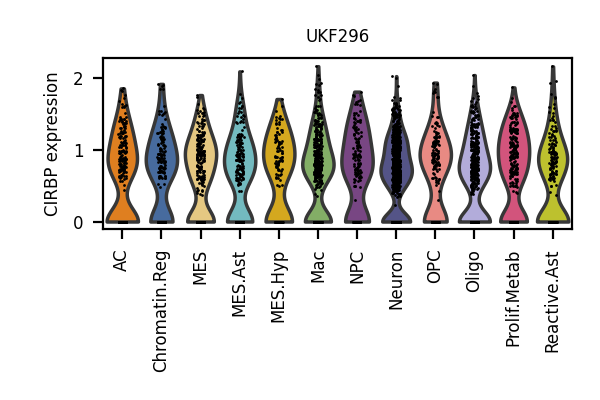 UKF296
CIRBP expression
2
1
0
AC
Chromatin.Reg
MES
MES.Ast
MES.Hyp
Mac
NPC
Neuron
OPC
Oligo
Prolif.Metab
Reactive.Ast